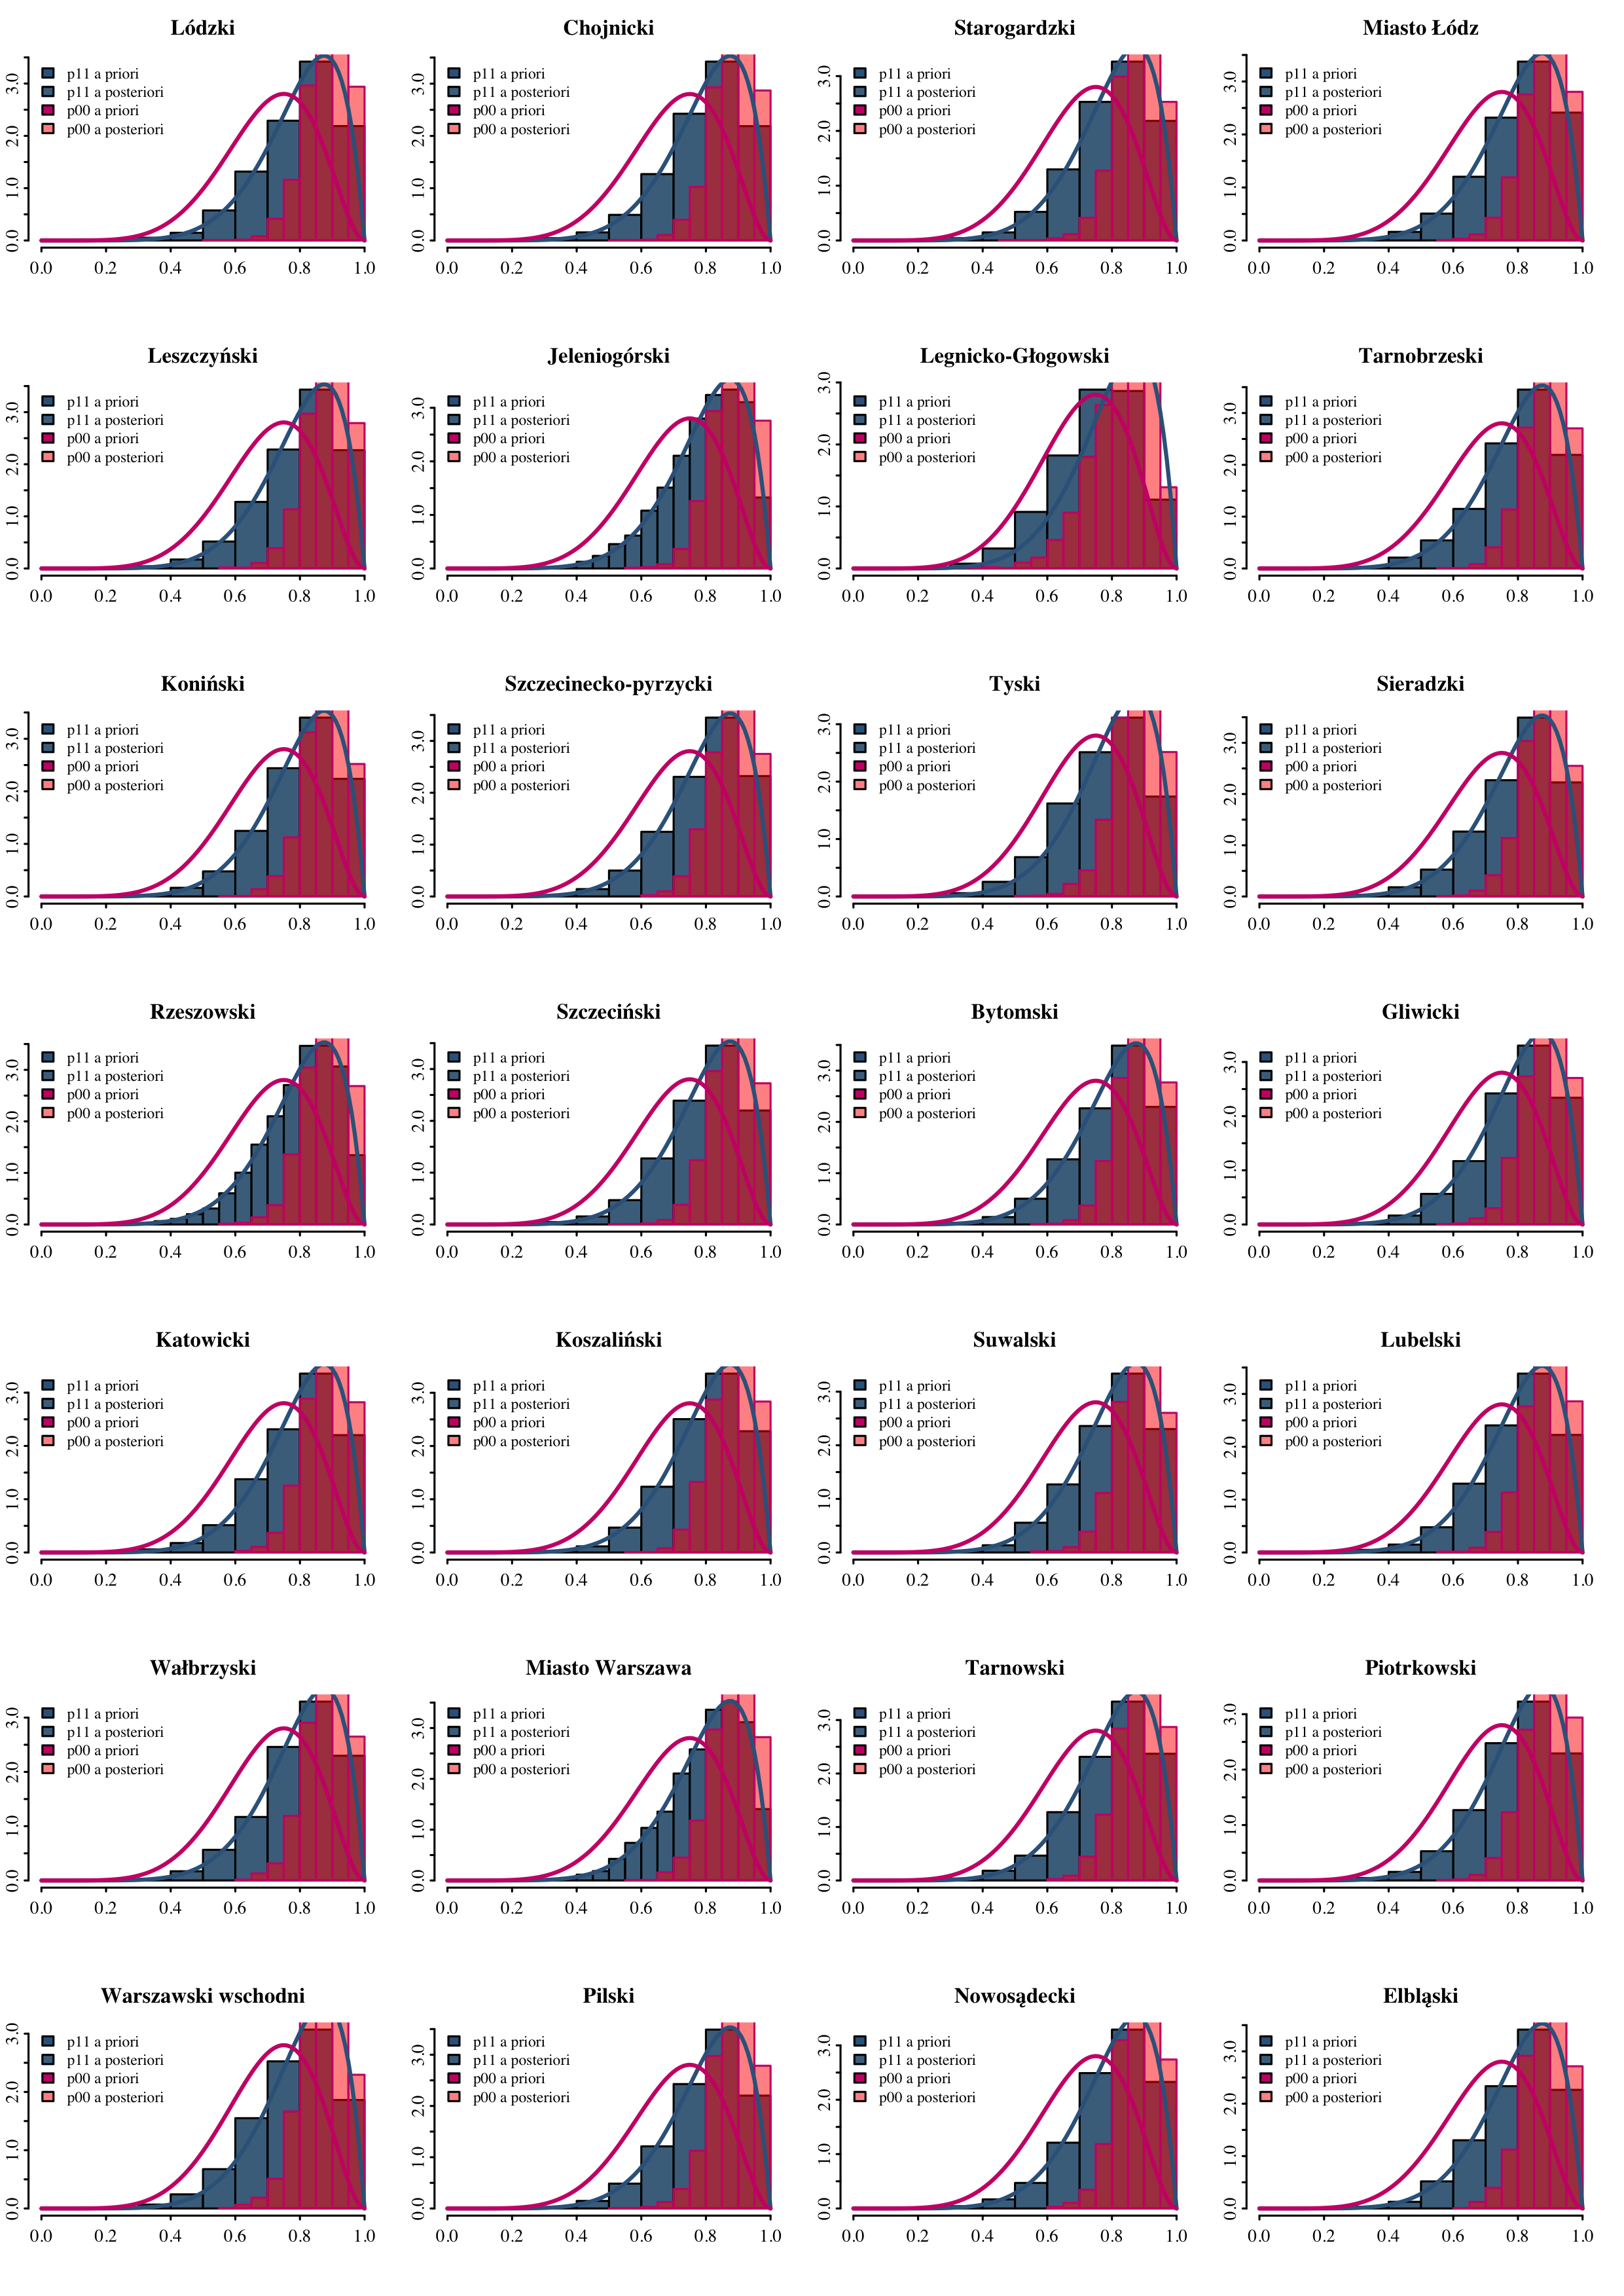 Lódzki
p11 a priori
p11 a posteriori
p00 a priori
p00 a posteriori
0.0 1.0 2.0 3.0
0.0 0.2 0.4 0.6 0.8 1.0
Chojnicki
p11 a priori
p11 a posteriori
p00 a priori
p00 a posteriori
0.0 1.0 2.0 3.0
0.0 0.2 0.4 0.6 0.8 1.0
Starogardzki
p11 a priori
p11 a posteriori
p00 a priori
p00 a posteriori
0.0 1.0 2.0 3.0
0.0 0.2 0.4 0.6 0.8 1.0
Miasto Łódz
p11 a priori
p11 a posteriori
p00 a priori
p00 a posteriori
0.0 1.0 2.0 3.0
0.0 0.2 0.4 0.6 0.8 1.0
Leszczyński
p11 a priori
p11 a posteriori
p00 a priori
p00 a posteriori
0.0 1.0 2.0 3.0
0.0 0.2 0.4 0.6 0.8 1.0
Jeleniogórski
p11 a priori
p11 a posteriori
p00 a priori
p00 a posteriori
0.0 1.0 2.0 3.0
0.0 0.2 0.4 0.6 0.8 1.0
Legnicko-Głogowski
p11 a priori
p11 a posteriori
p00 a priori
p00 a posteriori
0.0 1.0 2.0 3.0
0.0 0.2 0.4 0.6 0.8 1.0
Tarnobrzeski
p11 a priori
p11 a posteriori
p00 a priori
p00 a posteriori
0.0 1.0 2.0 3.0
0.0 0.2 0.4 0.6 0.8 1.0
Koniński
p11 a priori
p11 a posteriori
p00 a priori
p00 a posteriori
0.0 1.0 2.0 3.0
0.0 0.2 0.4 0.6 0.8 1.0
Szczecinecko-pyrzycki
p11 a priori
p11 a posteriori
p00 a priori
p00 a posteriori
0.0 1.0 2.0 3.0
0.0 0.2 0.4 0.6 0.8 1.0
Tyski
p11 a priori
p11 a posteriori
p00 a priori
p00 a posteriori
0.0 1.0 2.0 3.0
0.0 0.2 0.4 0.6 0.8 1.0
Sieradzki
p11 a priori
p11 a posteriori
p00 a priori
p00 a posteriori
0.0 1.0 2.0 3.0
0.0 0.2 0.4 0.6 0.8 1.0
Rzeszowski
p11 a priori
p11 a posteriori
p00 a priori
p00 a posteriori
0.0 1.0 2.0 3.0
0.0 0.2 0.4 0.6 0.8 1.0
Szczeciński
p11 a priori
p11 a posteriori
p00 a priori
p00 a posteriori
0.0 1.0 2.0 3.0
0.0 0.2 0.4 0.6 0.8 1.0
Bytomski
p11 a priori
p11 a posteriori
p00 a priori
p00 a posteriori
0.0 1.0 2.0 3.0
0.0 0.2 0.4 0.6 0.8 1.0
Gliwicki
p11 a priori
p11 a posteriori
p00 a priori
p00 a posteriori
0.0 1.0 2.0 3.0
0.0 0.2 0.4 0.6 0.8 1.0
Katowicki
p11 a priori
p11 a posteriori
p00 a priori
p00 a posteriori
0.0 1.0 2.0 3.0
0.0 0.2 0.4 0.6 0.8 1.0
Koszaliński
p11 a priori
p11 a posteriori
p00 a priori
p00 a posteriori
0.0 1.0 2.0 3.0
0.0 0.2 0.4 0.6 0.8 1.0
Suwalski
p11 a priori
p11 a posteriori
p00 a priori
p00 a posteriori
0.0 1.0 2.0 3.0
0.0 0.2 0.4 0.6 0.8 1.0
Lubelski
p11 a priori
p11 a posteriori
p00 a priori
p00 a posteriori
0.0 1.0 2.0 3.0
0.0 0.2 0.4 0.6 0.8 1.0
Wałbrzyski
p11 a priori
p11 a posteriori
p00 a priori
p00 a posteriori
0.0 1.0 2.0 3.0
0.0 0.2 0.4 0.6 0.8 1.0
Miasto Warszawa
p11 a priori
p11 a posteriori
p00 a priori
p00 a posteriori
0.0 1.0 2.0 3.0
0.0 0.2 0.4 0.6 0.8 1.0
Tarnowski
p11 a priori
p11 a posteriori
p00 a priori
p00 a posteriori
0.0 1.0 2.0 3.0
0.0 0.2 0.4 0.6 0.8 1.0
Piotrkowski
p11 a priori
p11 a posteriori
p00 a priori
p00 a posteriori
0.0 1.0 2.0 3.0
0.0 0.2 0.4 0.6 0.8 1.0
Warszawski wschodni
p11 a priori
p11 a posteriori
p00 a priori
p00 a posteriori
0.0 1.0 2.0 3.0
0.0 0.2 0.4 0.6 0.8 1.0
Pilski
p11 a priori
p11 a posteriori
p00 a priori
p00 a posteriori
0.0 1.0 2.0 3.0
0.0 0.2 0.4 0.6 0.8 1.0
Nowosądecki
p11 a priori
p11 a posteriori
p00 a priori
p00 a posteriori
0.0 1.0 2.0 3.0
0.0 0.2 0.4 0.6 0.8 1.0
Elbląski
p11 a priori
p11 a posteriori
p00 a priori
p00 a posteriori
0.0 1.0 2.0 3.0
0.0 0.2 0.4 0.6 0.8 1.0